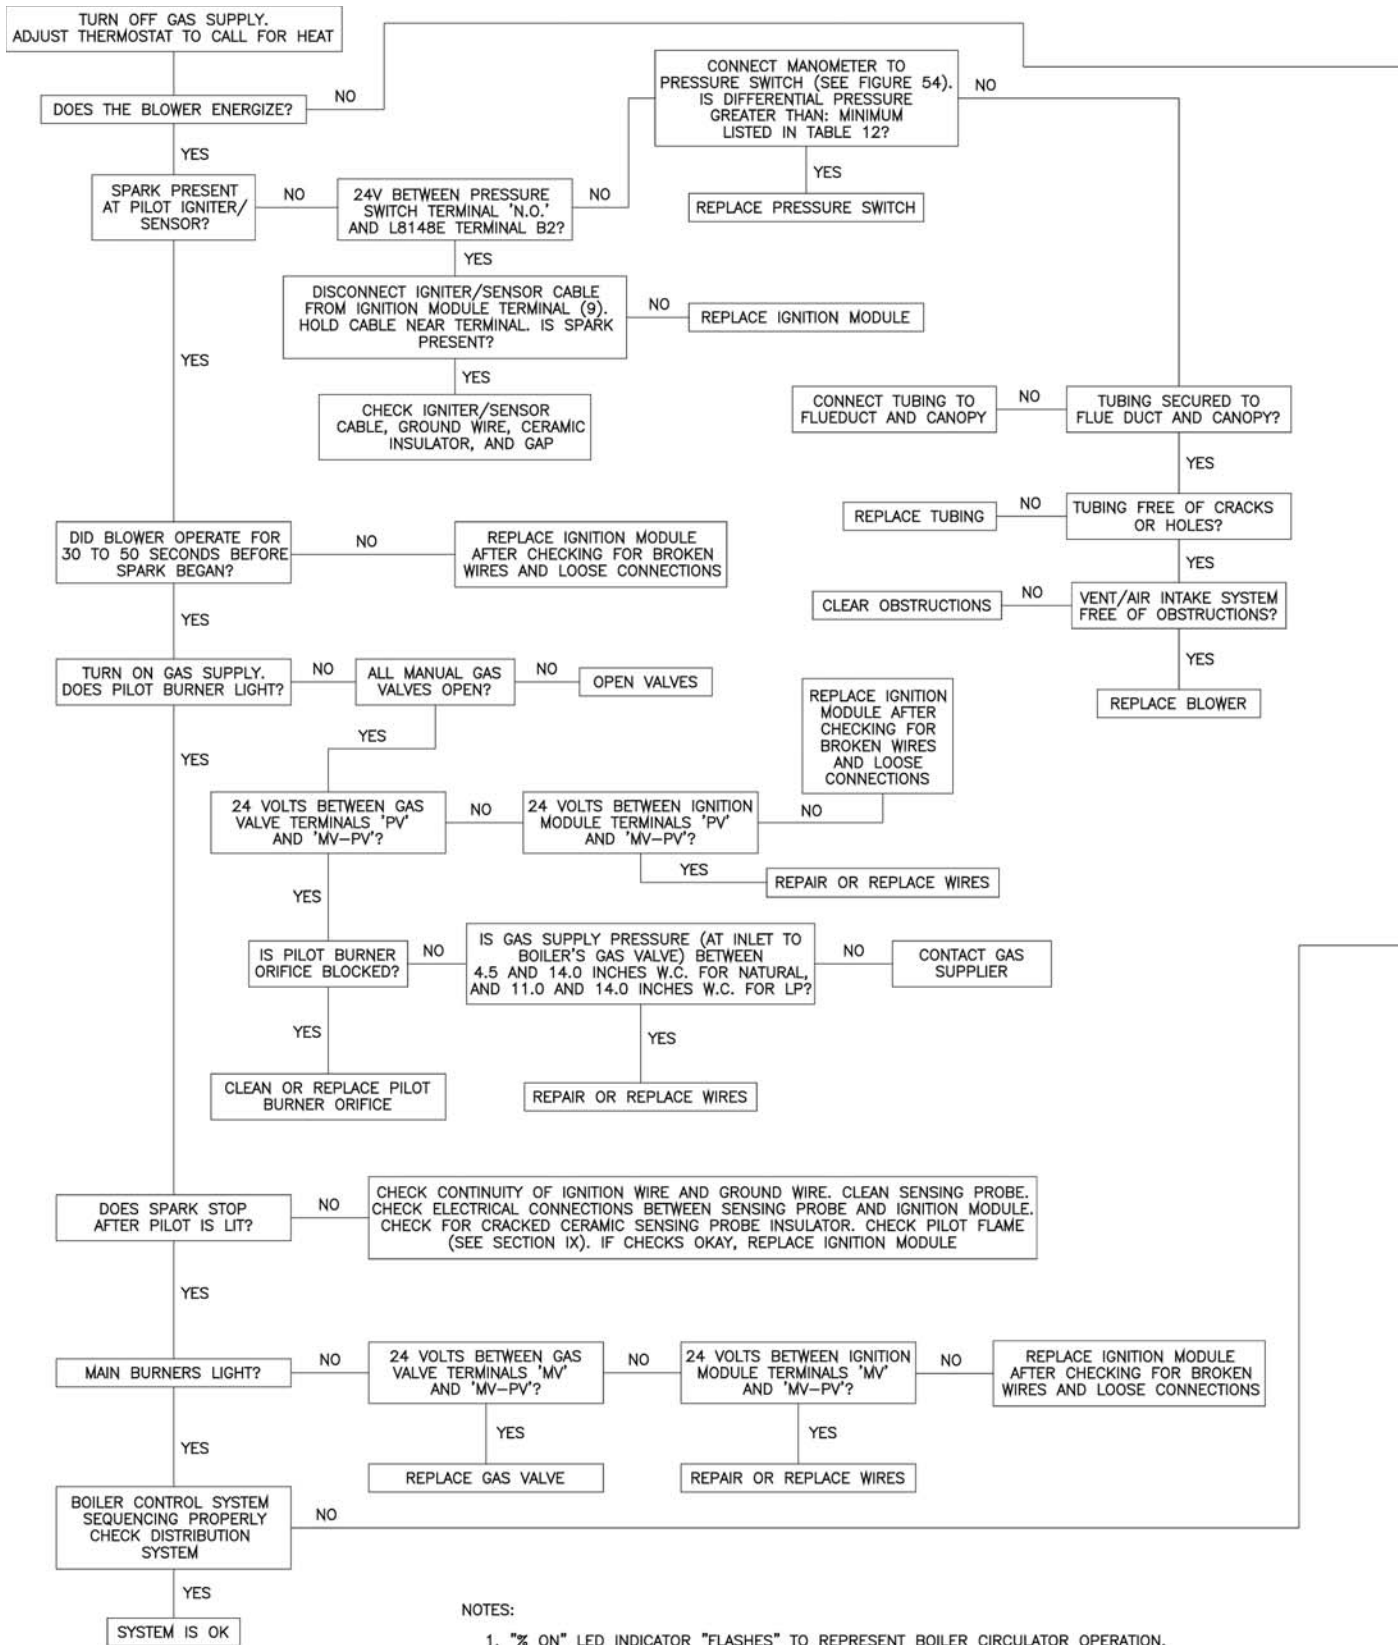 TURN OFF GAS SUPPLY.
ADJUST THERMOSTAT TO CALL FOR HEAT
DOES THE BLOWER ENERGIZE?
NO
YES
CONNECT MANOMETER TO
PRESSURE SWITCH (SEE FIGURE 54).
IS DIFFERENTIAL PRESSURE
GREATER THAN: MINIMUM
LISTED IN TABLE 12?
NO
YES
REPLACE PRESSURE SWITCH
SPARK PRESENT
AT PILOT IGNITER/
SENSOR?
NO
24V BETWEEN PRESSURE
SWITCH TERMINAL 'N.O.'
AND L8148E TERMINAL B2?
NO
YES
DISCONNECT IGNITER/SENSOR CABLE
FROM IGNITION MODULE TERMINAL (9).
HOLD CABLE NEAR TERMINAL. IS SPARK
PRESENT?
NO
REPLACE IGNITION MODULE
YES
YES
CHECK IGNITER/SENSOR
CABLE, GROUND WIRE, CERAMIC
INSULATOR, AND GAP
CONNECT TUBING TO
FLUEDUCT AND CANOPY
NO
TUBING SECURED TO
FLUE DUCT AND CANOPY?
YES
REPLACE TUBING
NO
TUBING FREE OF CRACKS
OR HOLES?
YES
CLEAR OBSTRUCTIONS
NO
VENT/AIR INTAKE SYSTEM
FREE OF OBSTRUCTIONS?
YES
REPLACE BLOWER
DID BLOWER OPERATE FOR
30 TO 50 SECONDS BEFORE
SPARK BEGAN?
NO
REPLACE IGNITION MODULE
AFTER CHECKING FOR BROKEN
WIRES AND LOOSE CONNECTIONS
YES
TURN ON GAS SUPPLY.
DOES PILOT BURNER LIGHT?
NO
ALL MANUAL GAS
VALVES OPEN?
NO
OPEN VALVES
YES
YES
REPLACE IGNITION
MODULE AFTER
CHECKING FOR
BROKEN WIRES
AND LOOSE
CONNECTIONS
24 VOLTS BETWEEN GAS
VALVE TERMINALS 'PV'
AND 'MV-PV'?
NO
24 VOLTS BETWEEN IGNITION
MODULE TERMINALS 'PV'
AND 'MV-PV'?
NO
YES
REPAIR OR REPLACE WIRES
YES
IS PILOT BURNER
ORIFICE BLOCKED?
NO
IS GAS SUPPLY PRESSURE (AT INLET TO
BOILER'S GAS VALVE) BETWEEN
4.5 AND 14.0 INCHES W.C. FOR NATURAL,
AND 11.0 AND 14.0 INCHES W.C. FOR LP?
NO
CONTACT GAS
SUPPLIER
YES
YES
CLEAN OR REPLACE PILOT
BURNER ORIFICE
REPAIR OR REPLACE WIRES
DOES SPARK STOP
AFTER PILOT IS LIT?
NO
CHECK CONTINUITY OF IGNITION WIRE AND GROUND WIRE. CLEAN SENSING PROBE.
CHECK ELECTRICAL CONNECTIONS BETWEEN SENSING PROBE AND IGNITION MODULE.
CHECK FOR CRACKED CERAMIC SENSING PROBE INSULATOR. CHECK PILOT FLAME
(SEE SECTION IX). IF CHECKS OKAY, REPLACE IGNITION MODULE
YES
MAIN BURNERS LIGHT?
NO
24 VOLTS BETWEEN GAS
VALVE TERMINALS 'MV'
AND 'MV-PV'?
NO
24 VOLTS BETWEEN IGNITION
MODULE TERMINALS 'MV'
AND 'MV-PV'?
NO
REPLACE IGNITION MODULE
AFTER CHECKING FOR BROKEN
WIRES AND LOOSE CONNECTIONS
YES
YES
YES
REPLACE GAS VALVE
REPAIR OR REPLACE WIRES
BOILER CONTROL SYSTEM
SEQUENCING PROPERLY
CHECK DISTRIBUTION
SYSTEM
NO
YES
SYSTEM IS OK
NOTES:
1. "% ON" LED INDICATOR "FLASHES" TO REPRESENT BOILER CIRCULATOR OPERATION.